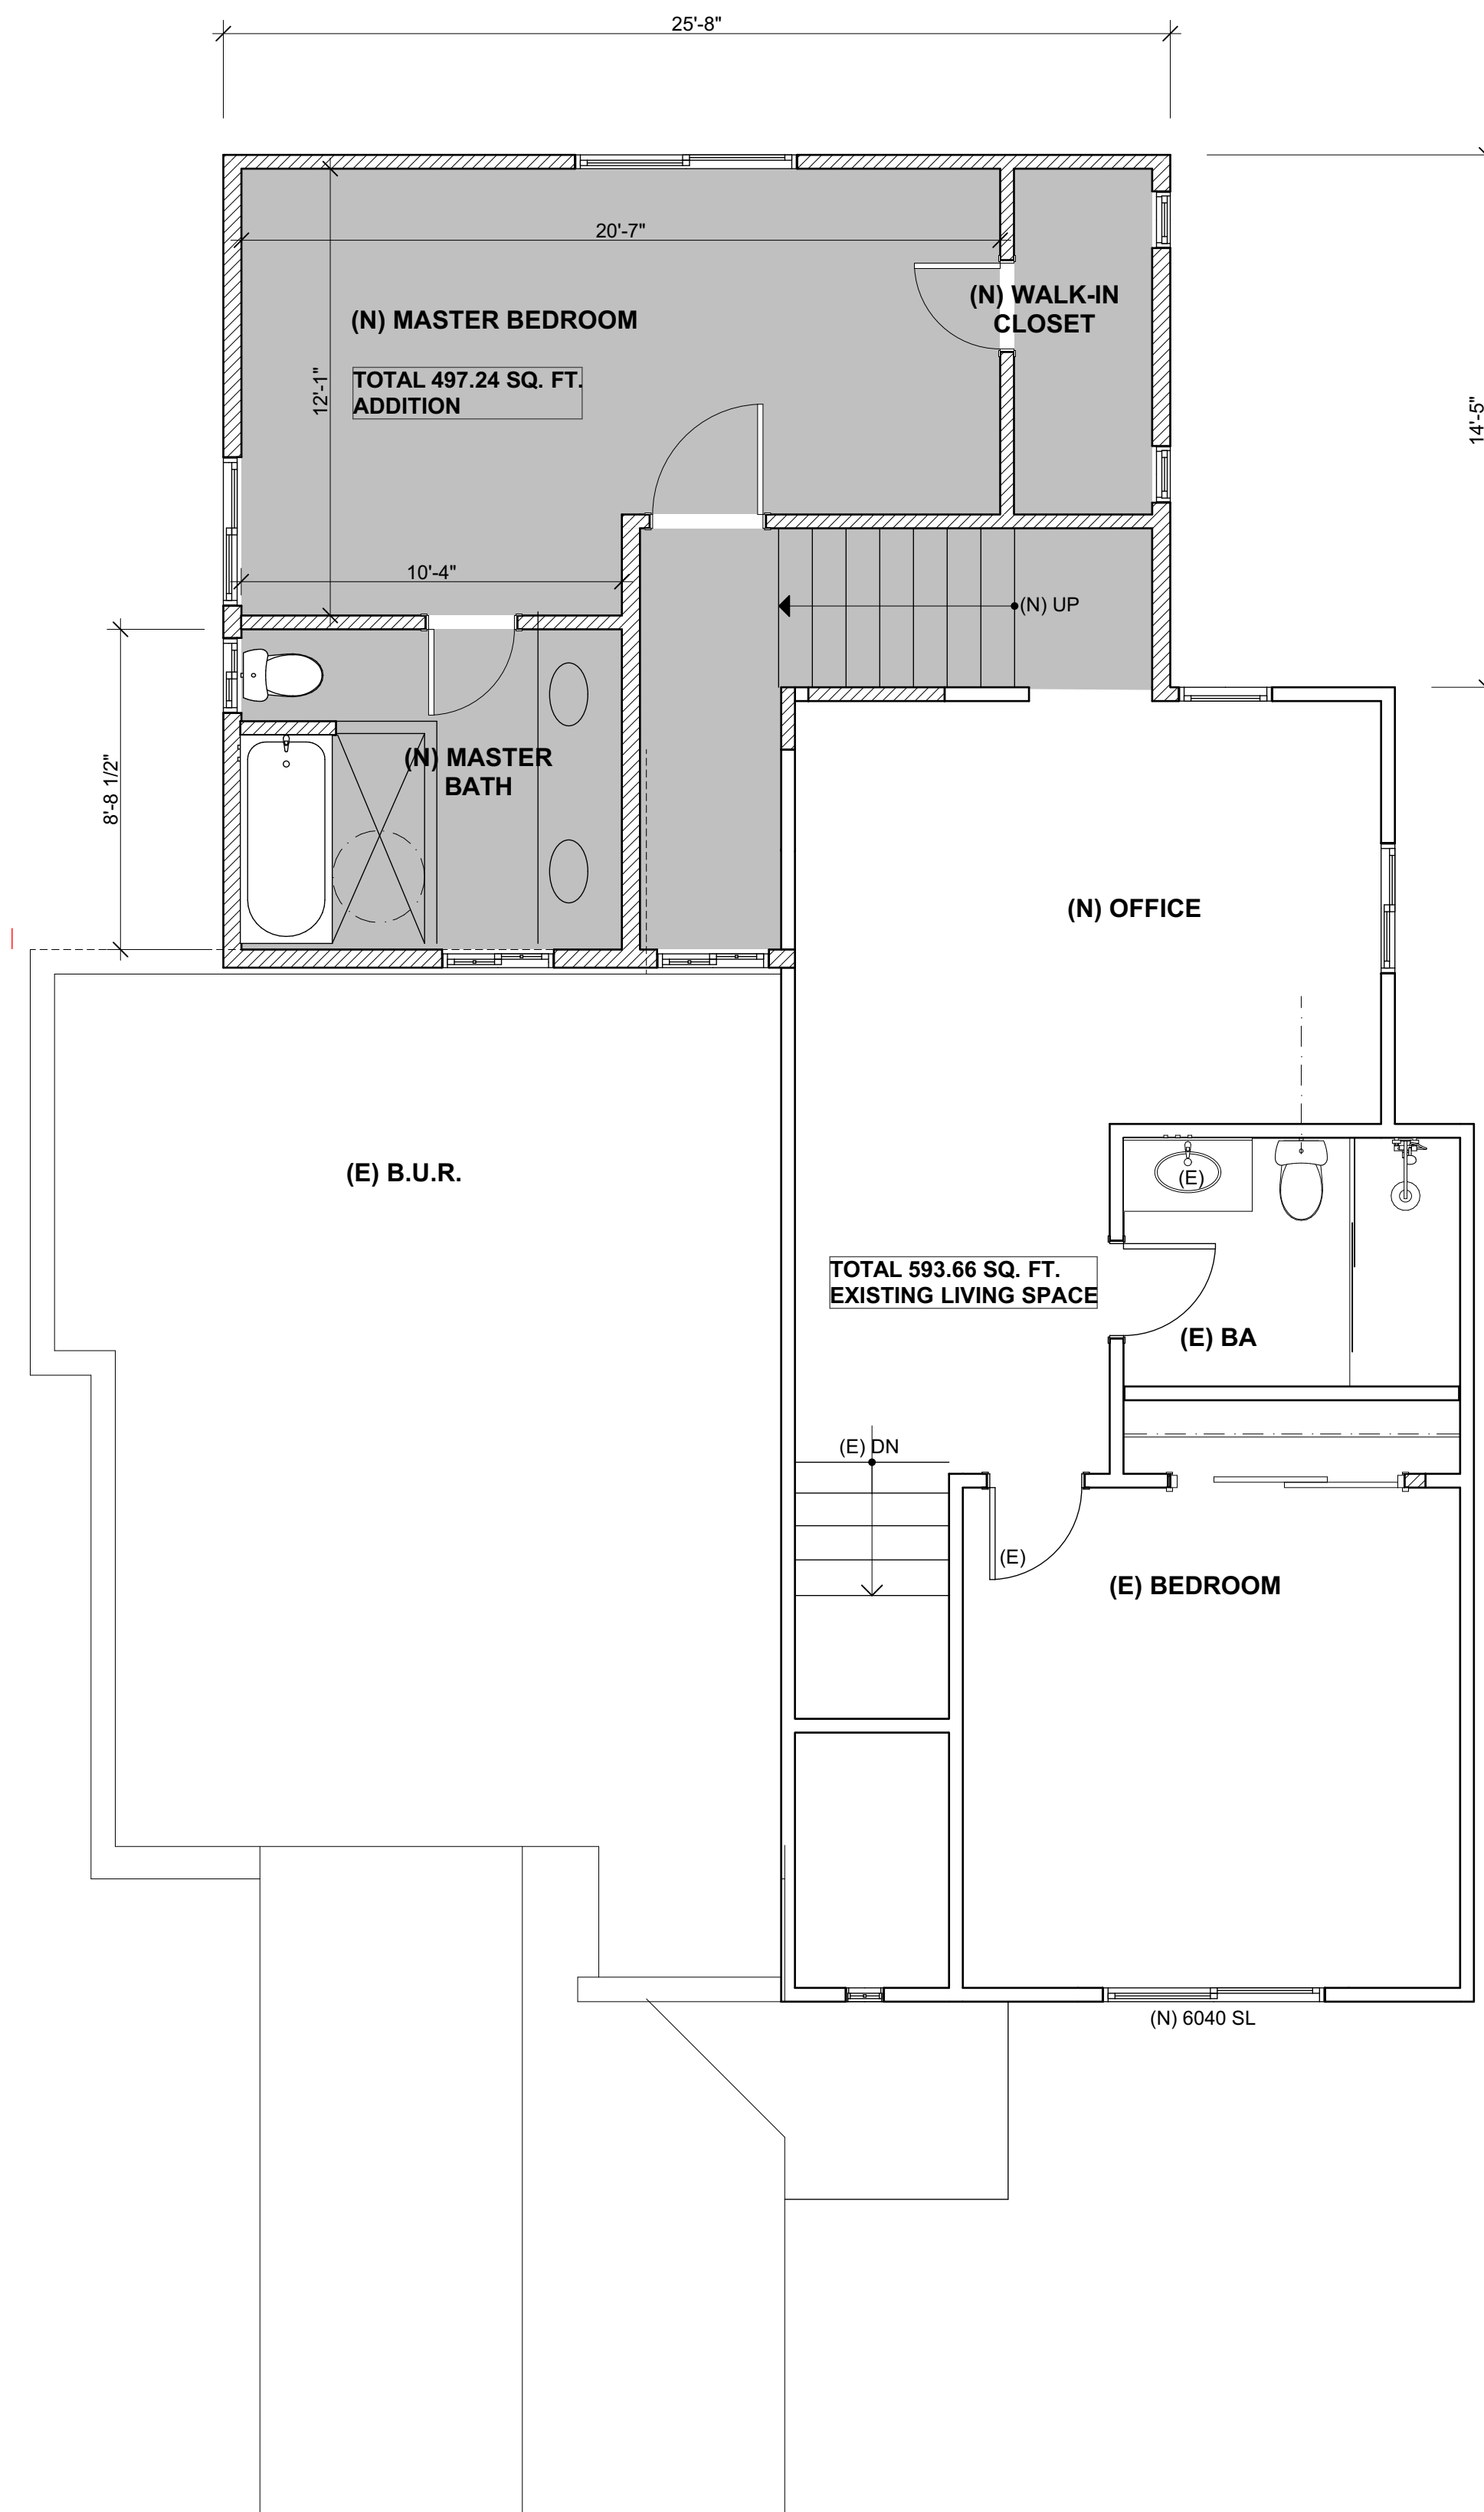 25'-8"
20'-7"
(N) WALK-IN
CLOSET
(N) MASTER BEDROOM
TOTAL 497.24 SQ. FT.
ADDITION
12'-1"
14'-5"
10'-4"
(N) UP
(N) MASTER
BATH
8'-8 1/2"
(N) OFFICE
(E) B.U.R.
(E)
TOTAL 593.66 SQ. FT.
EXISTING LIVING SPACE
(E) BA
(E) DN
(E)
(E) BEDROOM
(N) 6040 SL